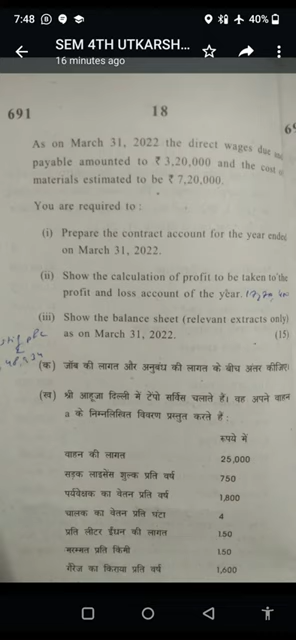 7:48
40%
SEM 4TH UTKARSH...
16 minutes ago
691
18
As on March 31, 2022 the direct wages due
payable amounted to ₹ 3,20,000 and the cost
materials estimated to be ₹ 7,20,000.
You are required to :
(i) Prepare the contract account for the year ended
on March 31, 2022.
(ii) Show the calculation of profit to be taken to the
profit and loss account of the year.
(iii) Show the balance sheet (relevant extracts only)
as on March 31, 2022. (15)
(क) जॉब की लागत और अनुबंध की लागत के बीच अंतर कीजिए।
(ख) श्री आहूजा दिल्ली में टेंपो सर्विस चलाते हैं। वह अपने वाहन
a के निम्नलिखित विवरण प्रस्तुत करते हैं :
रुपये में
वाहन की लागत 25,000
सड़क लाइसेंस शुल्क प्रति वर्ष 750
पर्यवेक्षक का वेतन प्रति वर्ष 1,800
चालक का वेतन प्रति घंटा 4
प्रति लीटर ईंधन की लागत 1.50
मरम्मत प्रति किमी 1.50
गैरेज का किराया प्रति वर्ष 1,600